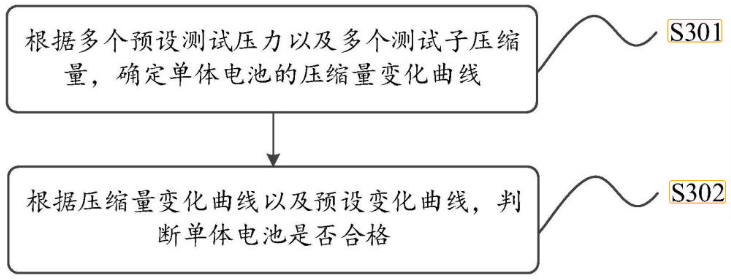 根据多个预设测试压力以及多个测试子压缩
量，确定单体电池的压缩量变化曲线
S301
根据压缩量变化曲线以及预设变化曲线，判
断单体电池是否合格
S302